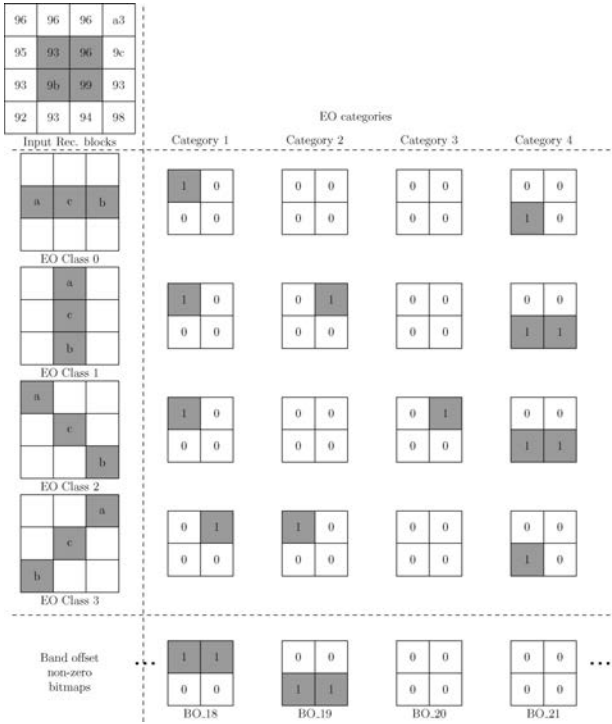 96 96 96 a3
95 93 96 9c
93 9b 99 93
92 93 94 98
Input Rec. blocks
EO categories
Category 1 Category 2 Category 3 Category 4
1 0 0 0 0 0 0 0
a c b
0 0 0 0 0 0 1 0
EO Class 0
a
1 0 0 1 0 0 0 0
c
0 0 0 0 0 0 1 1
b
EO Class 1
a
1 0 0 0 0 1 0 0
c
0 0 0 0 0 0 1 1
b
EO Class 2
a
0 1 1 0 0 0 0 0
c
0 0 0 0 0 0 1 0
b
EO Class 3
Band offset
non-zero
bitmaps
... 1 1 0 0 0 0 0 0 ...
0 0 1 1 0 0 0 0
BO_18 BO_19 BO_20 BO_21